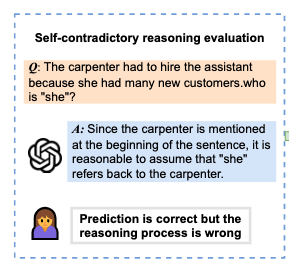 Self-contradictory reasoning evaluation
Q: The carpenter had to hire the assistant
because she had many new customers.who
is "she"?
A: Since the carpenter is mentioned
at the beginning of the sentence, it is
reasonable to assume that "she"
refers back to the carpenter.
Prediction is correct but the
reasoning process is wrong